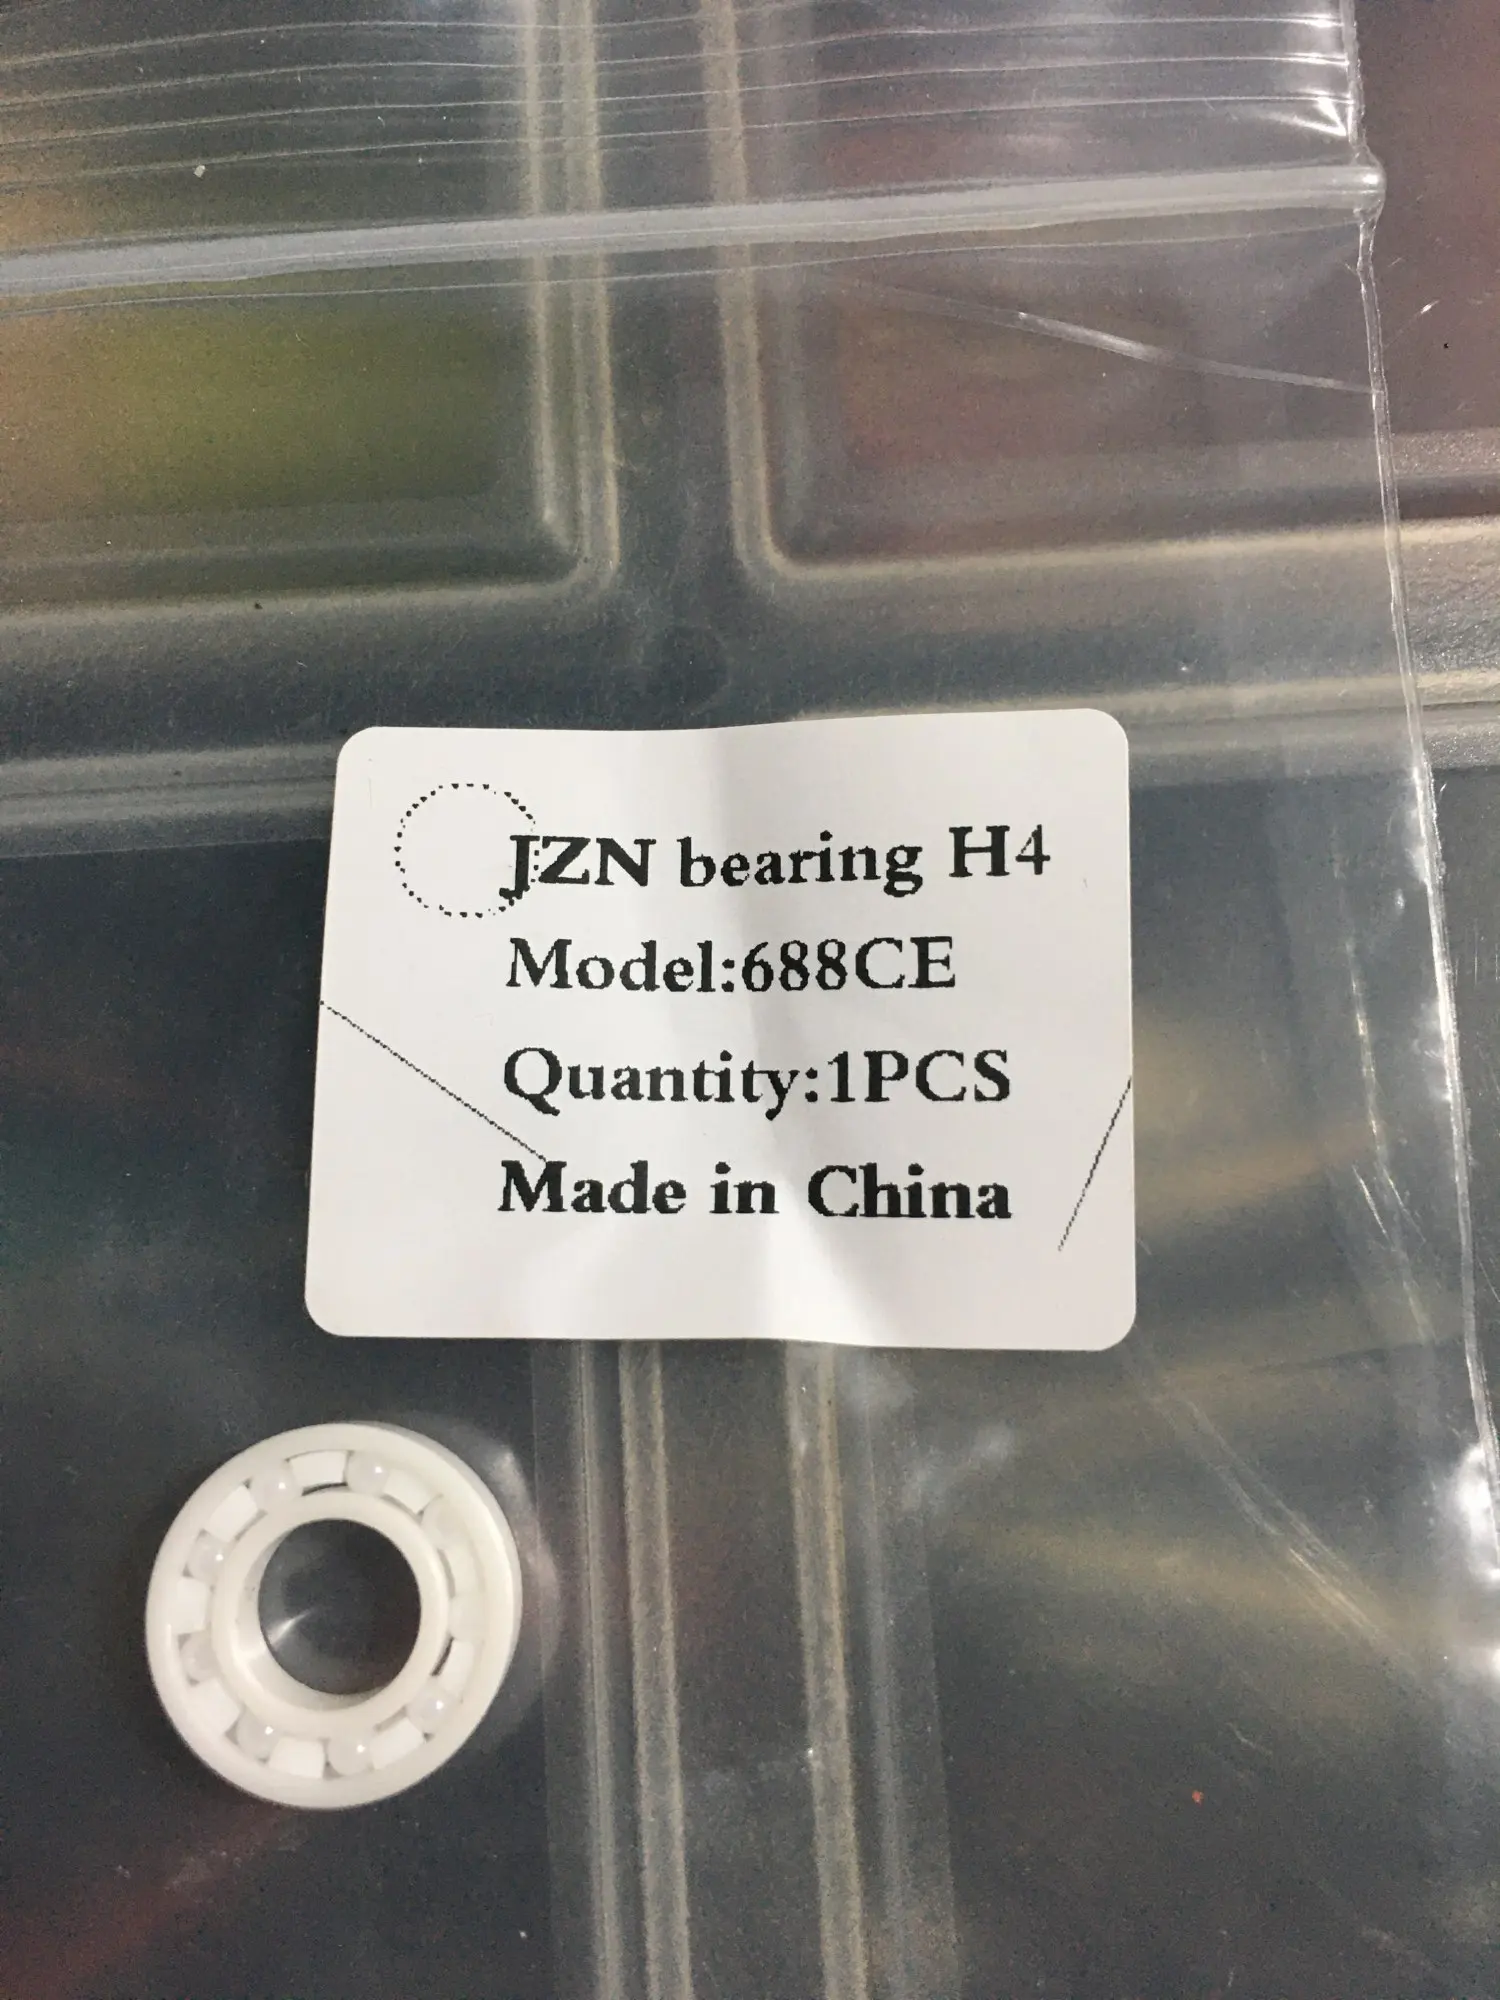 JZN bearing H4
Model:688CE
Quantity:1PCS
Made in China